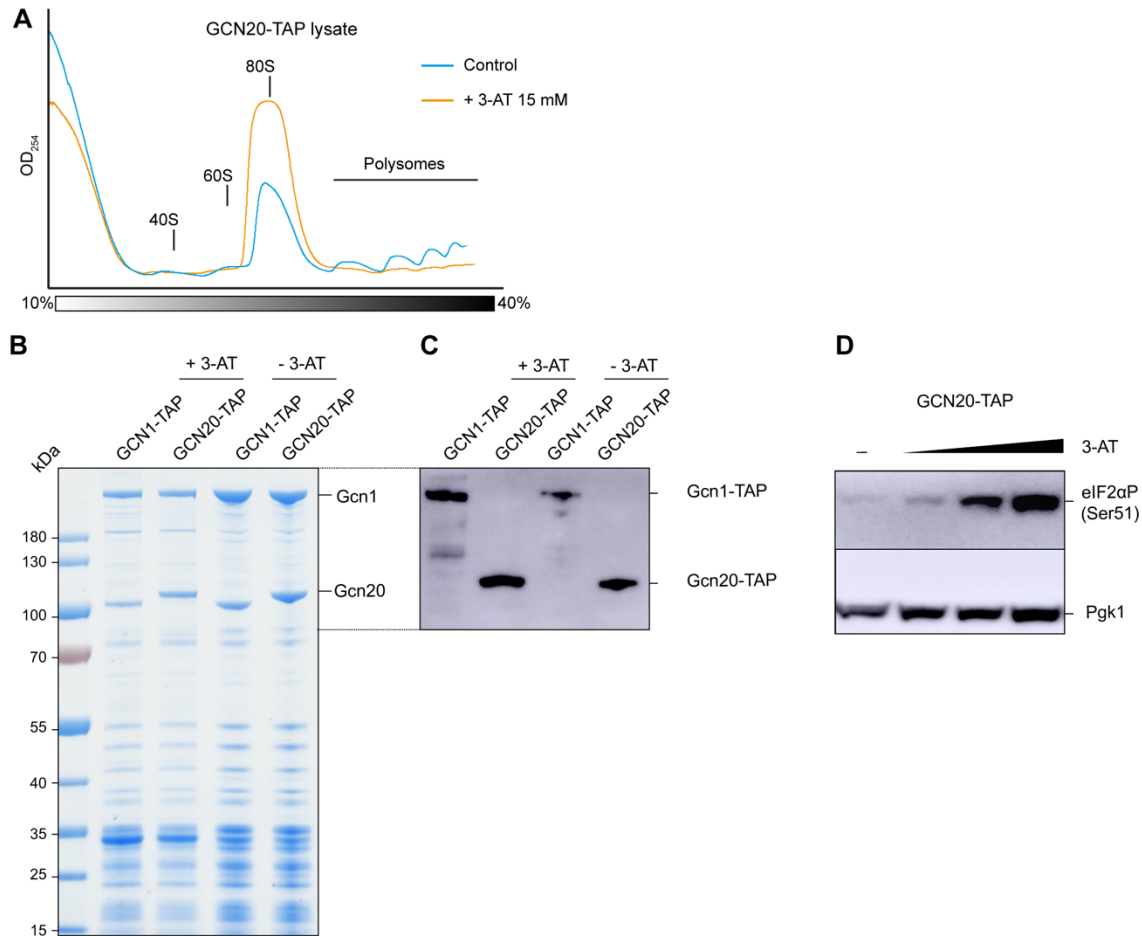 A
GCN20-TAP lysate
80S
Control
+ 3-AT 15 mM
OD254
60S
Polysomes
40S
10%
40%
B
+ 3-AT
- 3-AT
GCN1-TAP
GCN20-TAP
GCN1-TAP
GCN20-TAP
kDa
Gcn1
180
130
Gcn20
100
70
55
40
35
25
15
C
+ 3-AT
- 3-AT
GCN1-TAP
GCN20-TAP
GCN1-TAP
GCN20-TAP
Gcn1-TAP
Gcn20-TAP
D
GCN20-TAP
–
3-AT
eIF2αP
(Ser51)
Pgk1